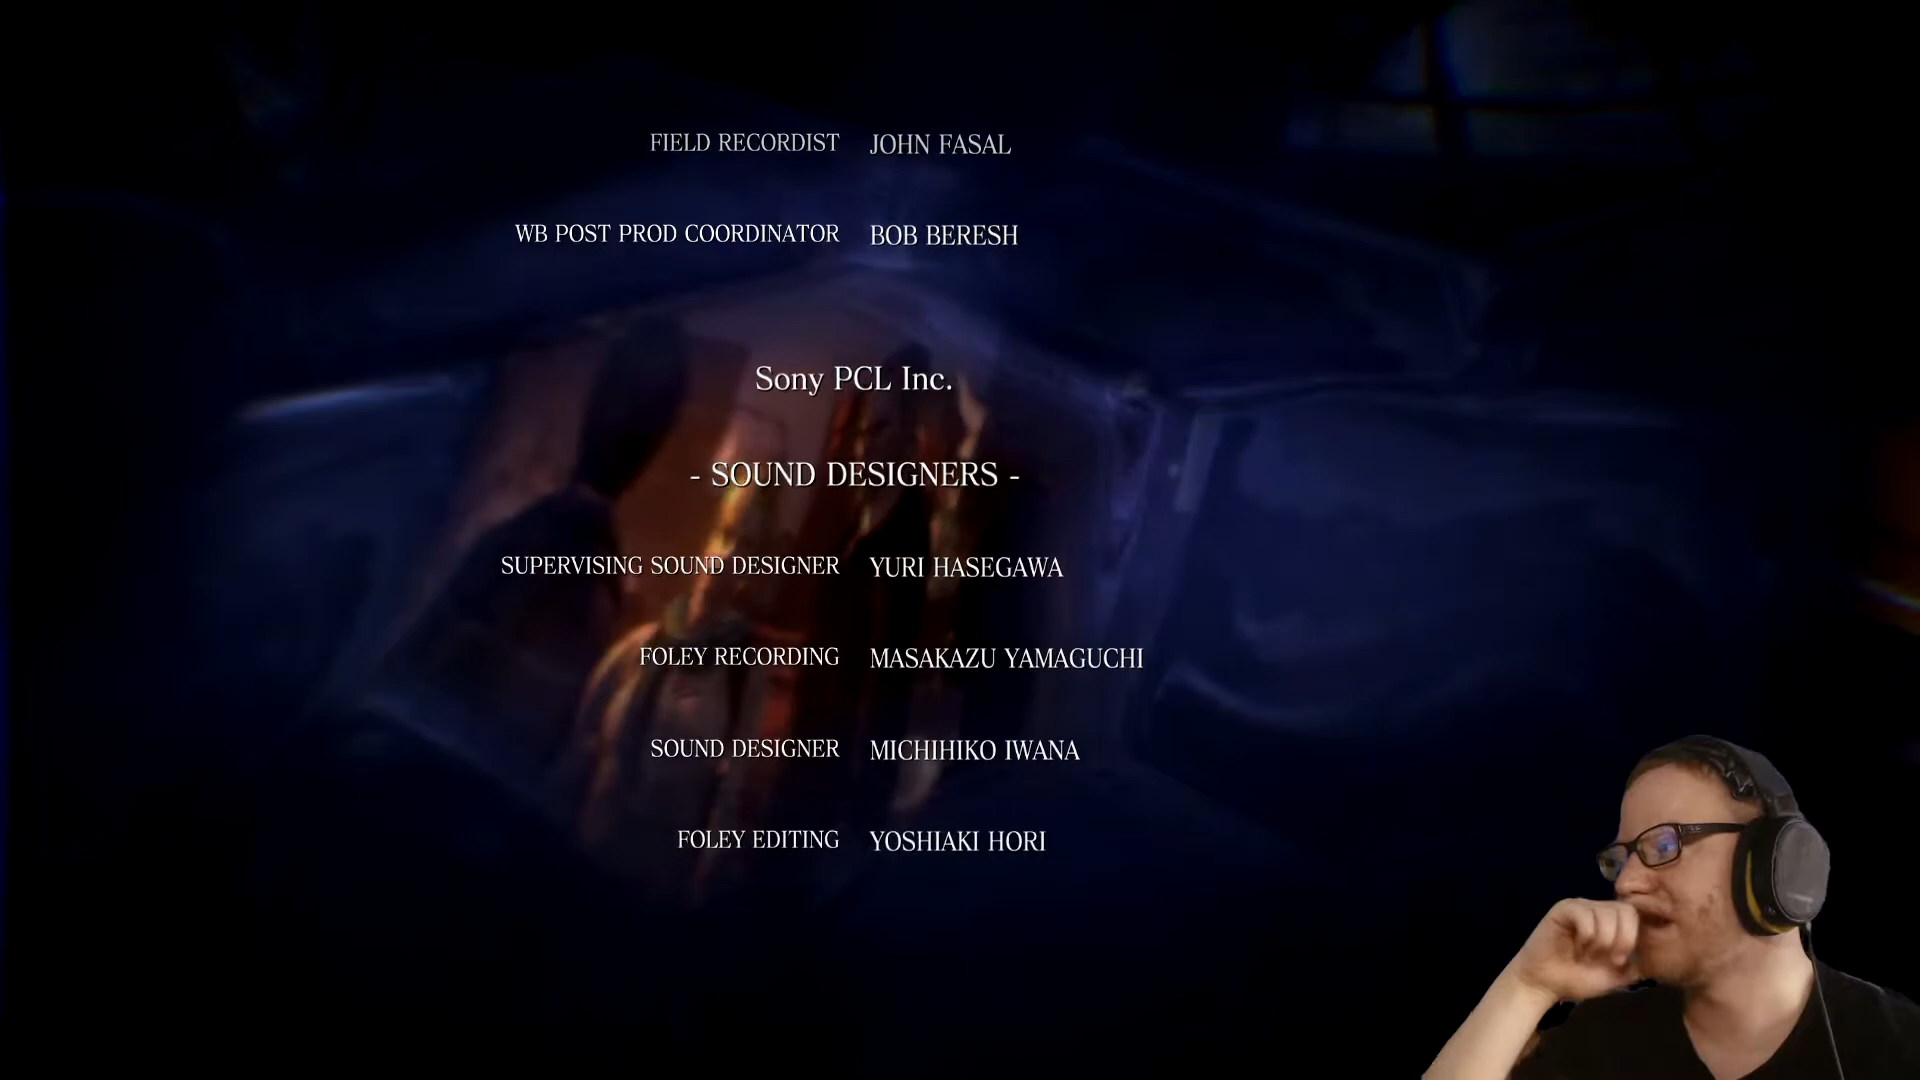 FIELD RECORDIST JOHN FASAL
WB POST PROD COORDINATOR BOB BERESH
Sony PCL Inc.
- SOUND DESIGNERS -
SUPERVISING SOUND DESIGNER YURI HASEGAWA
FOLEY RECORDING MASAKAZU YAMAGUCHI
SOUND DESIGNER MICHIHIKO IWANA
FOLEY EDITING YOSHIAKI HORI